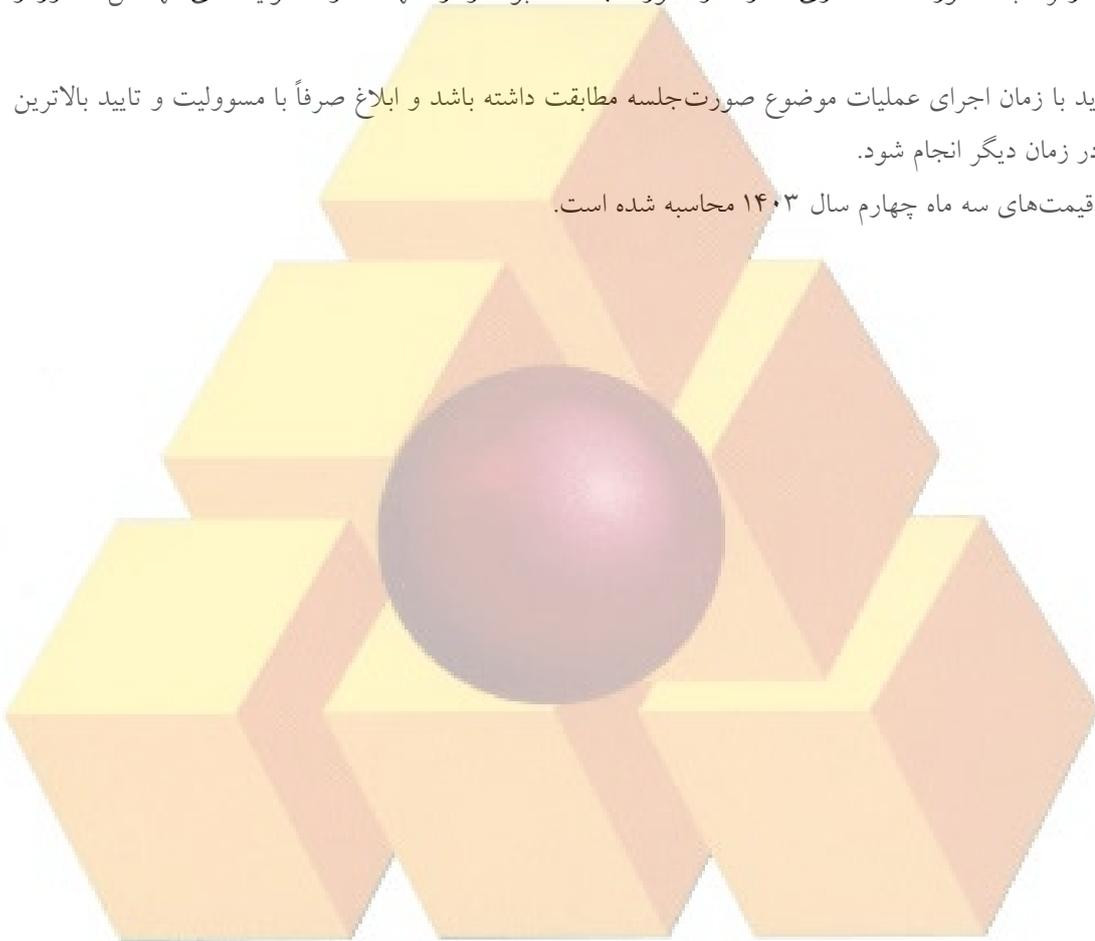 ید با زمان اجرای عملیات موضوع صورت‌جلسه مطابقت داشته باشد و ابلاغ صرفاً با مسوولیت و تایید بالاترین
در زمان دیگر انجام شود.
قیمت‌های سه ماه چهارم سال ۱۴۰۳ محاسبه شده است.